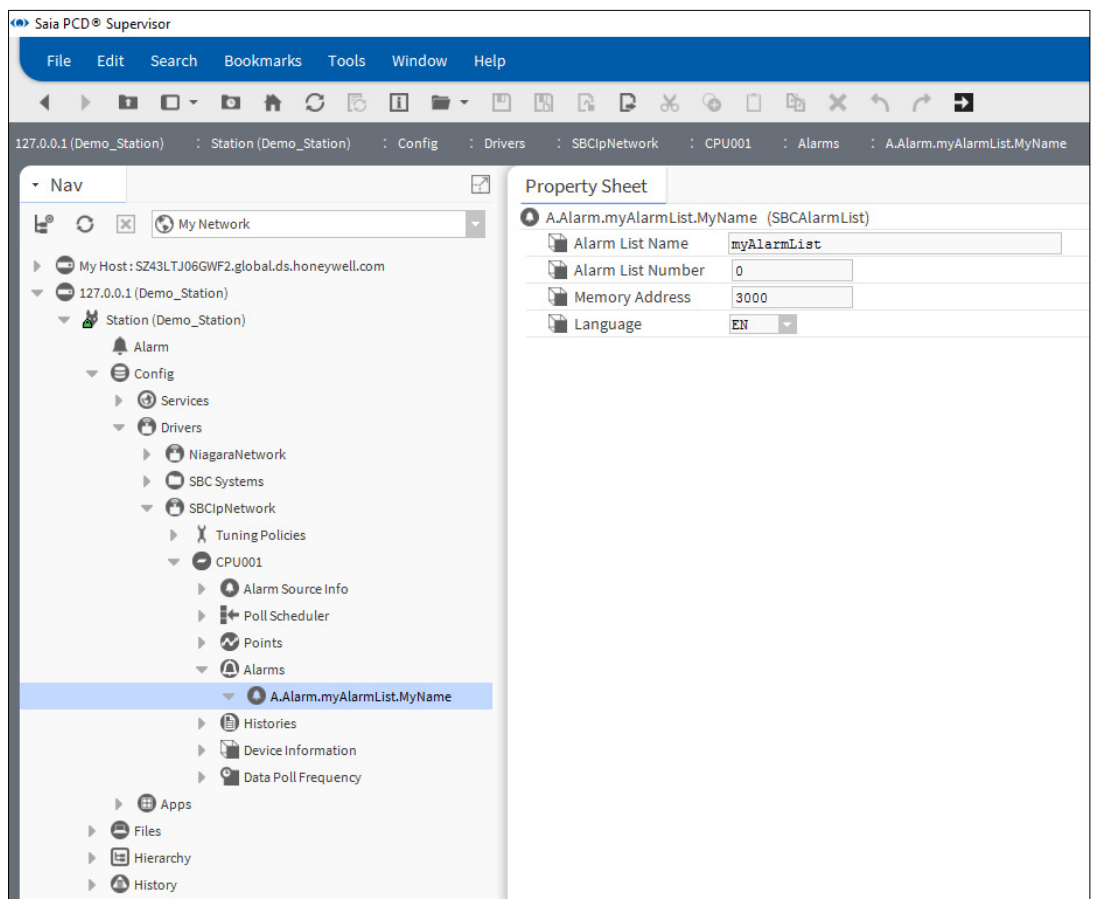 Saia PCD® Supervisor
File Edit Search Bookmarks Tools Window Help
127.0.0.1 (Demo_Station) : Station (Demo_Station) : Config : Drivers : SBCIpNetwork : CPU001 : Alarms : A.Alarm.myAlarmList.MyName
Nav
My Network
My Host : SZ43LTJ06GWF2.global.ds.honeywell.com
127.0.0.1 (Demo_Station)
Station (Demo_Station)
Alarm
Config
Services
Drivers
NiagaraNetwork
SBC Systems
SBCIpNetwork
Tuning Policies
CPU001
Alarm Source Info
Poll Scheduler
Points
Alarms
A.Alarm.myAlarmList.MyName
Histories
Device Information
Data Poll Frequency
Apps
Files
Hierarchy
History
Property Sheet
A.Alarm.myAlarmList.MyName (SBCAlarmList)
Alarm List Name myAlarmList
Alarm List Number 0
Memory Address 3000
Language EN